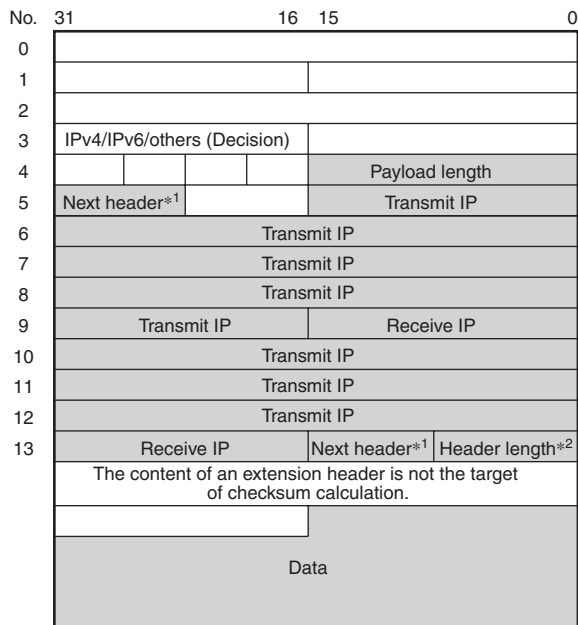 No. 31 16 15 0
0
1
2
3 IPv4/IPv6/others (Decision)
4 Payload length
5 Next header*1 Transmit IP
6 Transmit IP
7 Transmit IP
8 Transmit IP
9 Transmit IP Receive IP
10 Transmit IP
11 Transmit IP
12 Transmit IP
13 Receive IP Next header*1 Header length*2
The content of an extension header is not the target
of checksum calculation.
Data